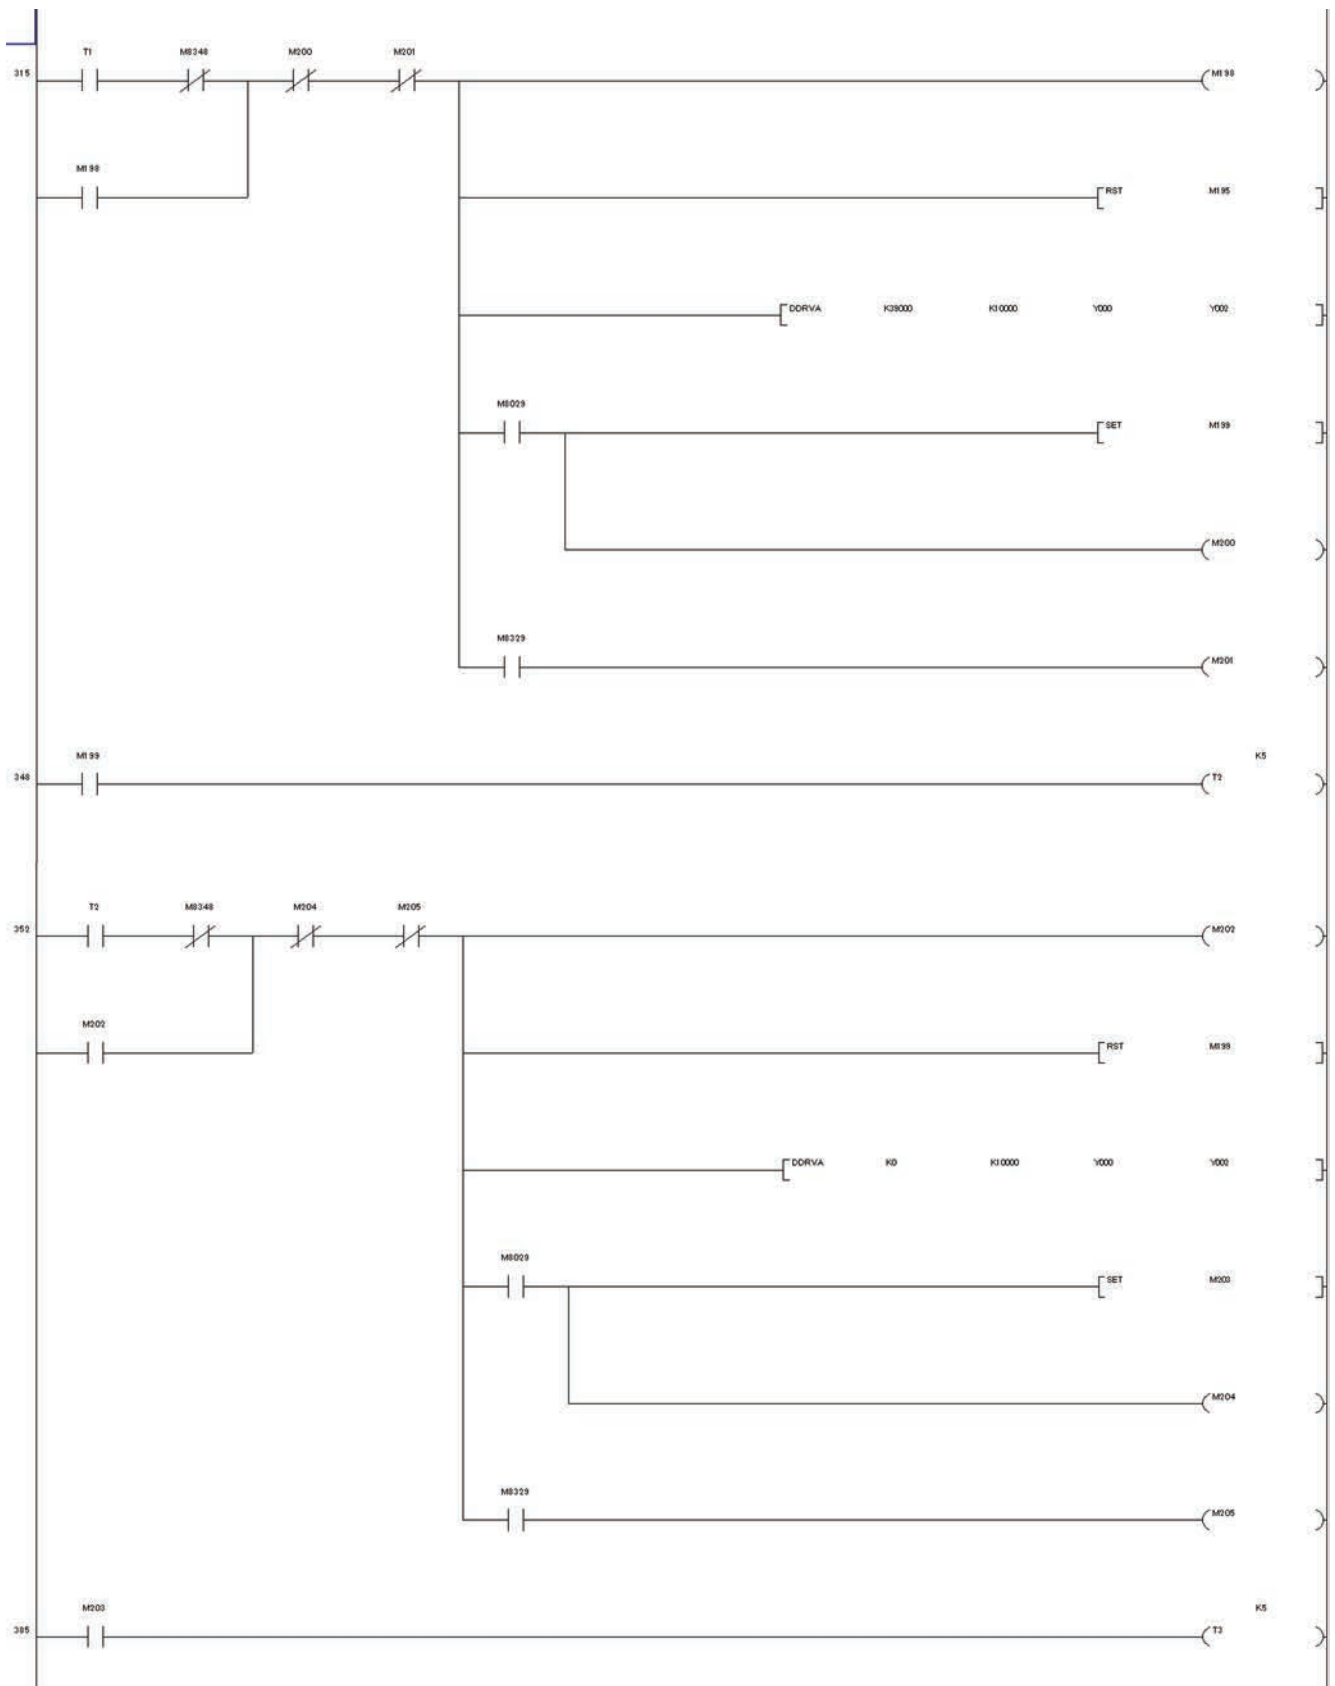 T1 M8348 M200 M201
315 M198
M198
RST M195
DDRVA K39000 K10000 Y000 Y002
M8029
SET M199
M200
M8329
M201
M199 K5
348 T2
T2 M8348 M204 M205
352 M202
M202
RST M199
DDRVA K0 K10000 Y000 Y002
M8029
SET M203
M204
M8329
M205
M203 K5
385 T3